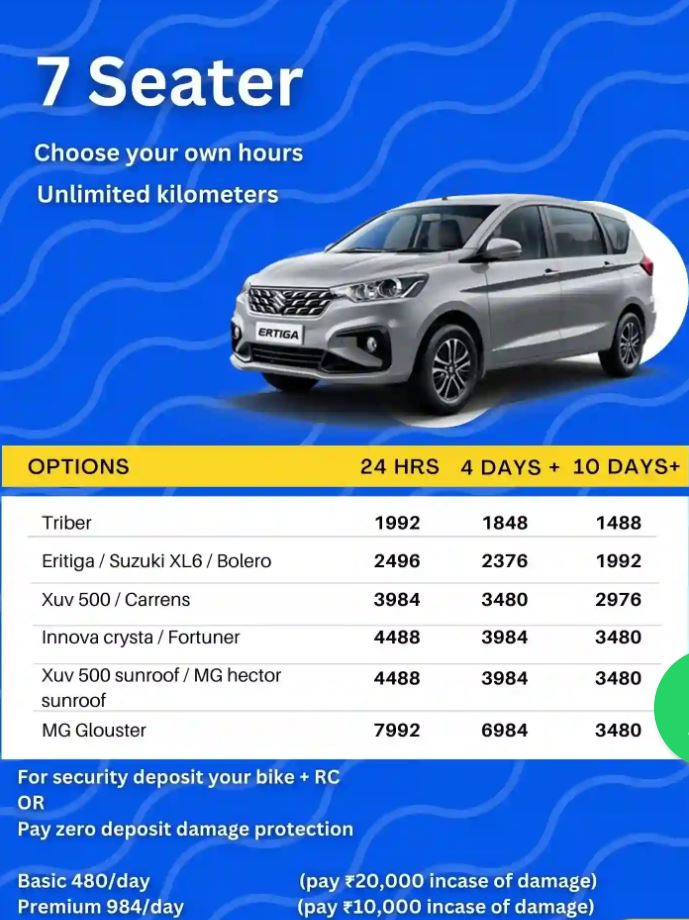 7 Seater
Choose your own hours
Unlimited kilometers
ERTIGA
OPTIONS 24 HRS 4 DAYS + 10 DAYS+
Triber 1992 1848 1488
Eritiga / Suzuki XL6 / Bolero 2496 2376 1992
Xuv 500 / Carrens 3984 3480 2976
Innova crysta / Fortuner 4488 3984 3480
Xuv 500 sunroof / MG hector
sunroof 4488 3984 3480
MG Glouster 7992 6984 3480
For security deposit your bike + RC
OR
Pay zero deposit damage protection
Basic 480/day (pay ₹20,000 incase of damage)
Premium 984/day (pay ₹10,000 incase of damage)